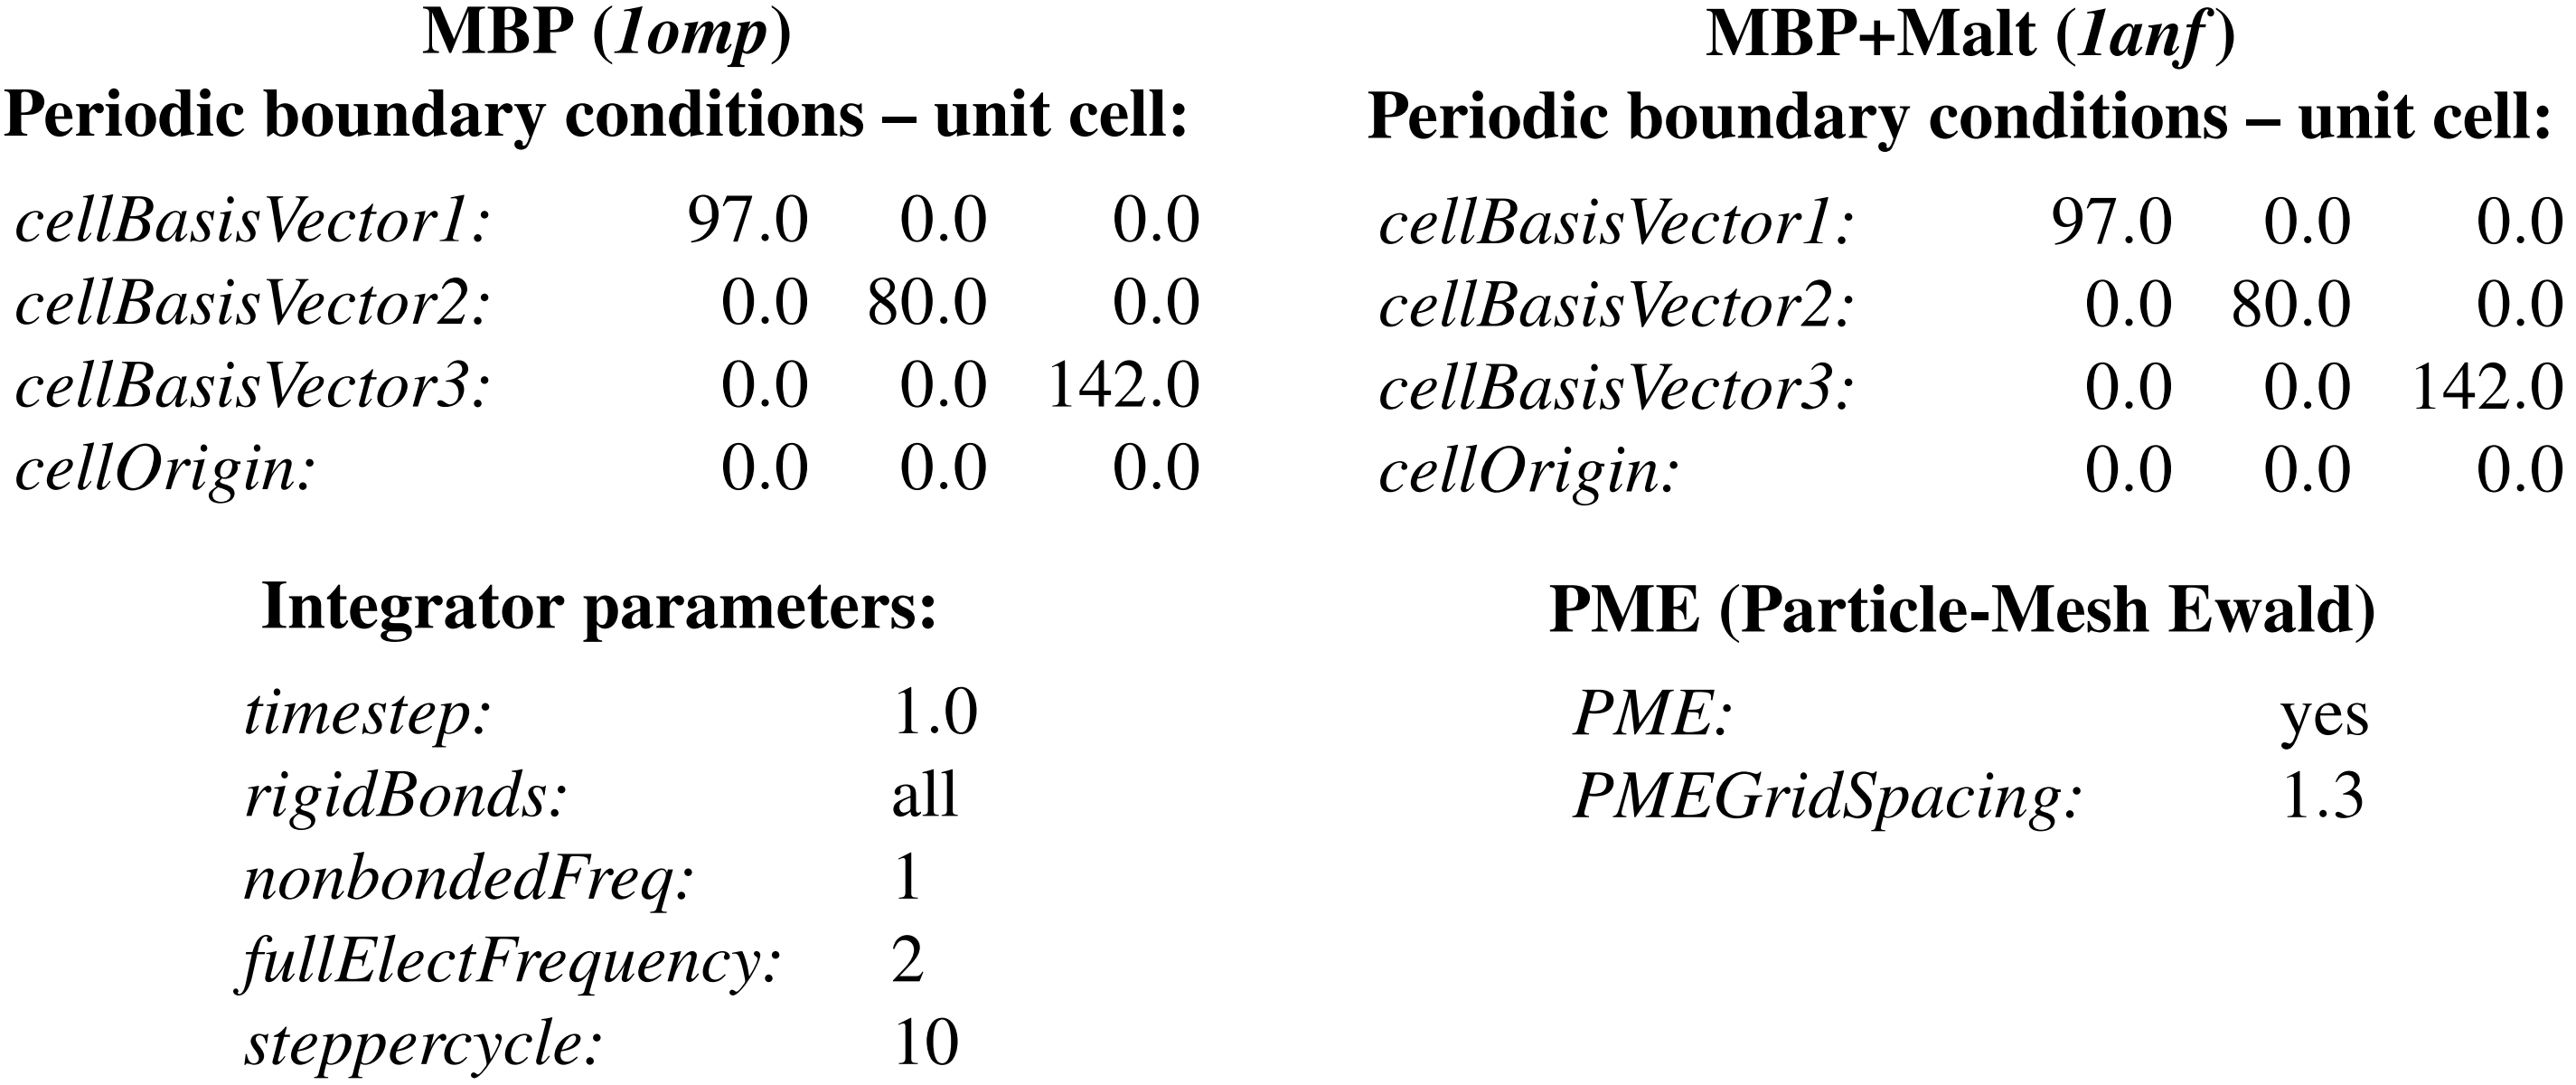 MBP (1omp)
Periodic boundary conditions – unit cell:
cellBasisVector1: 97.0 0.0 0.0
cellBasisVector2: 0.0 80.0 0.0
cellBasisVector3: 0.0 0.0 142.0
cellOrigin: 0.0 0.0 0.0
MBP+Malt (1anf)
Periodic boundary conditions – unit cell:
cellBasisVector1: 97.0 0.0 0.0
cellBasisVector2: 0.0 80.0 0.0
cellBasisVector3: 0.0 0.0 142.0
cellOrigin: 0.0 0.0 0.0
Integrator parameters:
timestep: 1.0
rigidBonds: all
nonbondedFreq: 1
fullElectFrequency: 2
steppercycle: 10
PME (Particle-Mesh Ewald)
PME: yes
PMEGridSpacing: 1.3